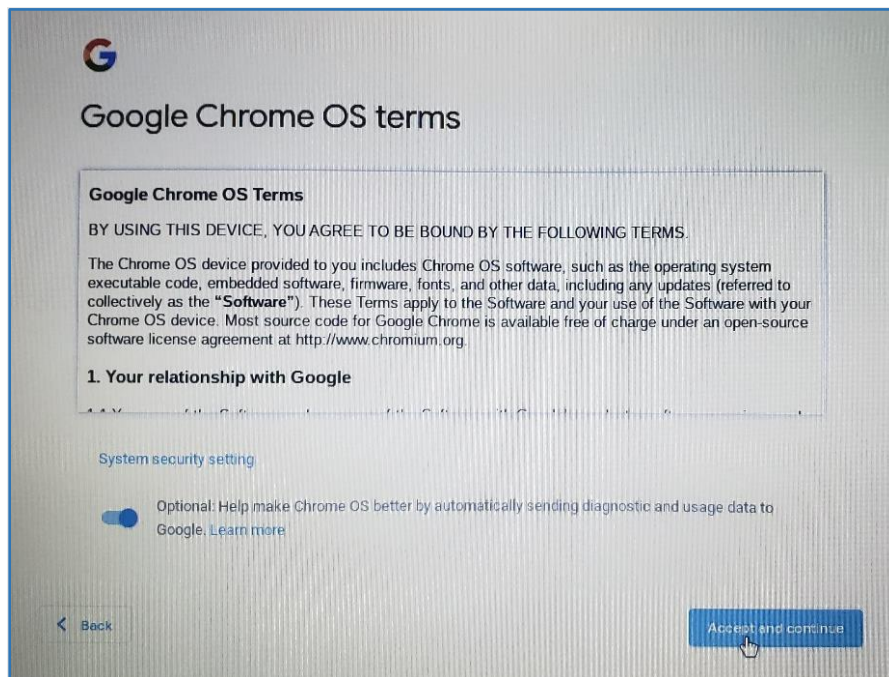 Google Chrome OS terms
Google Chrome OS Terms
BY USING THIS DEVICE, YOU AGREE TO BE BOUND BY THE FOLLOWING TERMS.
The Chrome OS device provided to you includes Chrome OS software, such as the operating system
executable code, embedded software, firmware, fonts, and other data, including any updates (referred to
collectively as the “Software”). These Terms apply to the Software and your use of the Software with your
Chrome OS device. Most source code for Google Chrome is available free of charge under an open-source
software license agreement at http://www.chromium.org.
1. Your relationship with Google
System security setting
Optional: Help make Chrome OS better by automatically sending diagnostic and usage data to
Google. Learn more
Back
Accept and continue